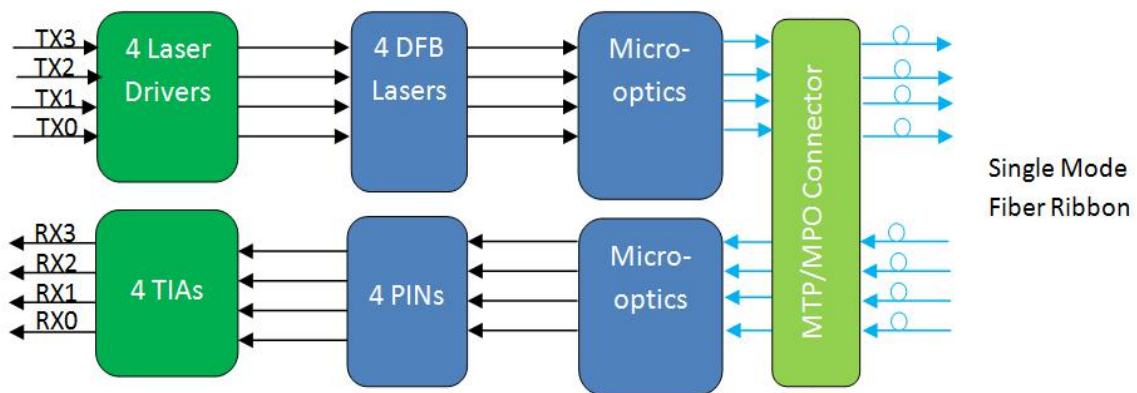 TX3
TX2
TX1
TX0
4 Laser
Drivers
4 DFB
Lasers
Micro-
optics
MTP/MPO Connector
Single Mode
Fiber Ribbon
RX3
RX2
RX1
RX0
4 TIAs
4 PINs
Micro-
optics